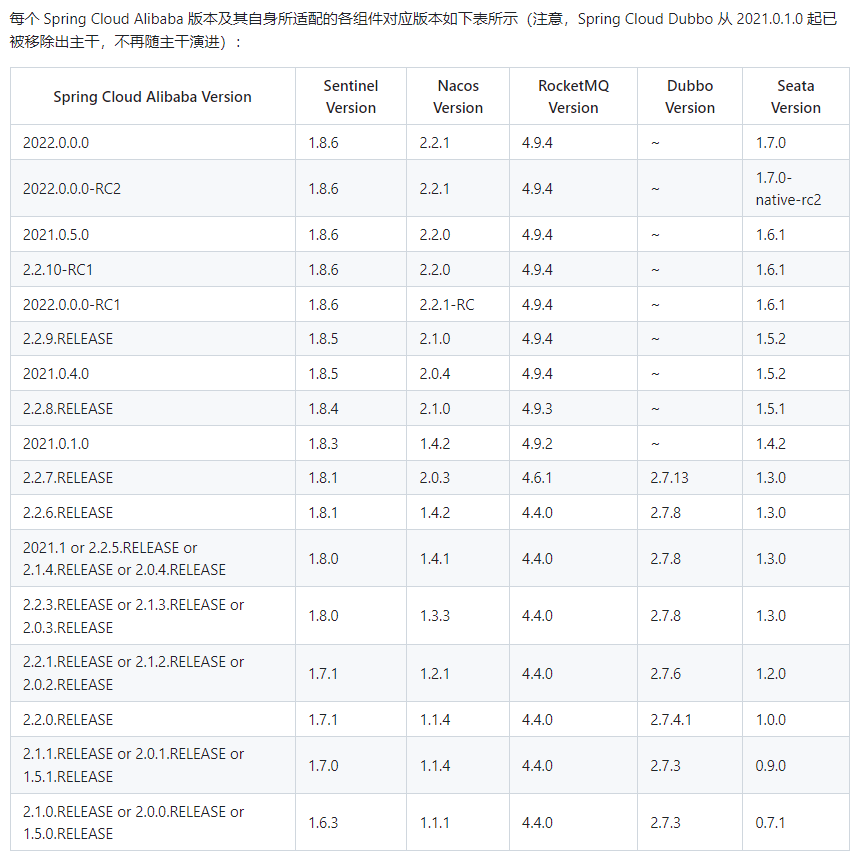 每个 Spring Cloud Alibaba 版本及其自身所适配的各组件对应版本如下表所示（注意，Spring Cloud Dubbo 从 2021.0.1.0 起已
被移除出主干，不再随主干演进）：
Spring Cloud Alibaba Version Sentinel Version Nacos Version RocketMQ Version Dubbo Version Seata Version
2022.0.0.0 1.8.6 2.2.1 4.9.4 ~ 1.7.0
2022.0.0.0-RC2 1.8.6 2.2.1 4.9.4 ~ 1.7.0-native-rc2
2021.0.5.0 1.8.6 2.2.0 4.9.4 ~ 1.6.1
2.2.10-RC1 1.8.6 2.2.0 4.9.4 ~ 1.6.1
2022.0.0.0-RC1 1.8.6 2.2.1-RC 4.9.4 ~ 1.6.1
2.2.9.RELEASE 1.8.5 2.1.0 4.9.4 ~ 1.5.2
2021.0.4.0 1.8.5 2.0.4 4.9.4 ~ 1.5.2
2.2.8.RELEASE 1.8.4 2.1.0 4.9.3 ~ 1.5.1
2021.0.1.0 1.8.3 1.4.2 4.9.2 ~ 1.4.2
2.2.7.RELEASE 1.8.1 2.0.3 4.6.1 2.7.13 1.3.0
2.2.6.RELEASE 1.8.1 1.4.2 4.4.0 2.7.8 1.3.0
2021.1 or 2.2.5.RELEASE or
2.1.4.RELEASE or 2.0.4.RELEASE 1.8.0 1.4.1 4.4.0 2.7.8 1.3.0
2.2.3.RELEASE or 2.1.3.RELEASE or
2.0.3.RELEASE 1.8.0 1.3.3 4.4.0 2.7.8 1.3.0
2.2.1.RELEASE or 2.1.2.RELEASE or
2.0.2.RELEASE 1.7.1 1.2.1 4.4.0 2.7.6 1.2.0
2.2.0.RELEASE 1.7.1 1.1.4 4.4.0 2.7.4.1 1.0.0
2.1.1.RELEASE or 2.0.1.RELEASE or
1.5.1.RELEASE 1.7.0 1.1.4 4.4.0 2.7.3 0.9.0
2.1.0.RELEASE or 2.0.0.RELEASE or
1.5.0.RELEASE 1.6.3 1.1.1 4.4.0 2.7.3 0.7.1